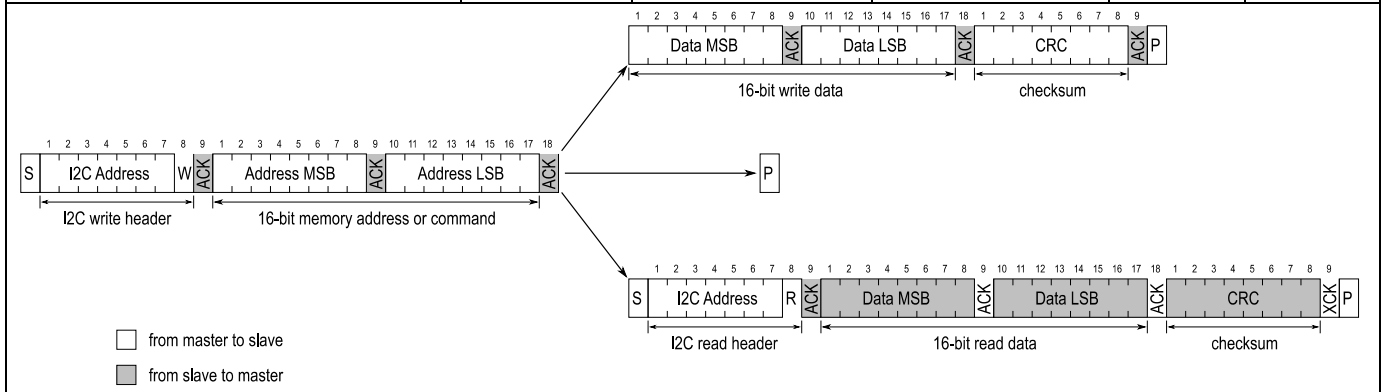 1 2 3 4 5 6 7 8 9 10 11 12 13 14 15 16 17 18 1 2 3 4 5 6 7 8 9
Data MSB ACK Data LSB ACK CRC ACK P
16-bit write data checksum
1 2 3 4 5 6 7 8 9 1 2 3 4 5 6 7 8 9 10 11 12 13 14 15 16 17 18
S I2C Address W ACK Address MSB ACK Address LSB ACK P
I2C write header 16-bit memory address or command
1 2 3 4 5 6 7 8 9 1 2 3 4 5 6 7 8 9 10 11 12 13 14 15 16 17 18 1 2 3 4 5 6 7 8 9
S I2C Address R ACK Data MSB ACK Data LSB ACK CRC XCK P
I2C read header 16-bit read data checksum
from master to slave
from slave to master